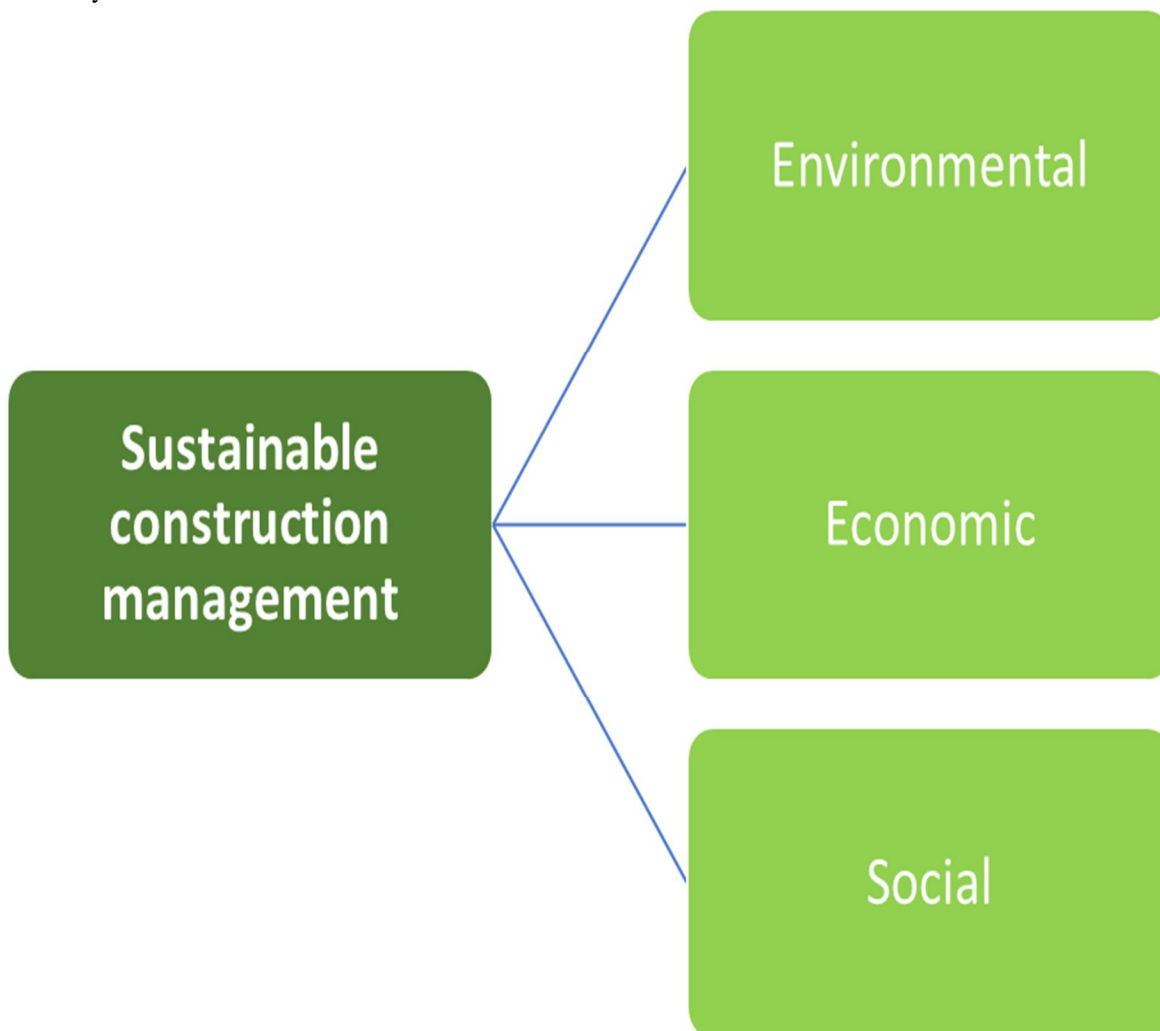 Sustainable
construction
management
Environmental
Economic
Social